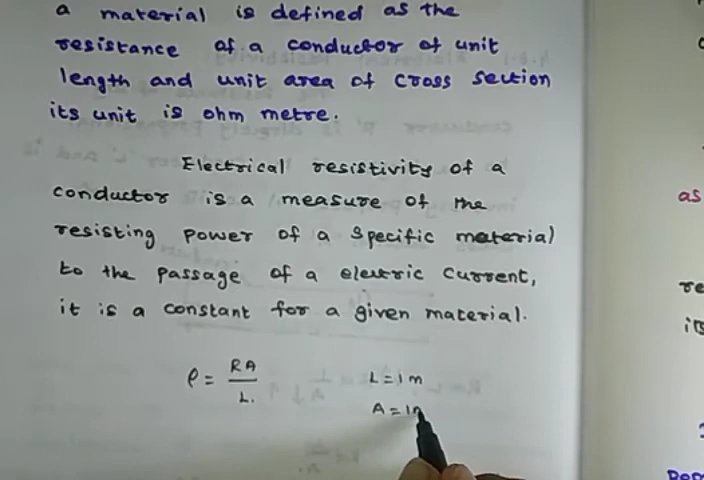 a material is defined as the
resistance of a conductor of unit
length and unit area of cross section
its unit is ohm metre.
Electrical resistivity of a
conductor is a measure of the
resisting power of a specific material
to the passage of a electric current,
it is a constant for a given material.
ρ = RA / L.
L = 1 m
A = 1
as
re